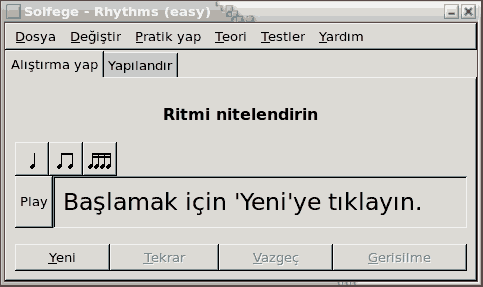 Solfege - Rhythms (easy)
Dosya Değiştir Pratik yap Teori Testler Yardım
Alıştırma yap Yapılandır
Ritmi nitelendirin
Play Başlamak için 'Yeni'ye tıklayın.
Yeni Tekrar Vazgeç Gerisilme